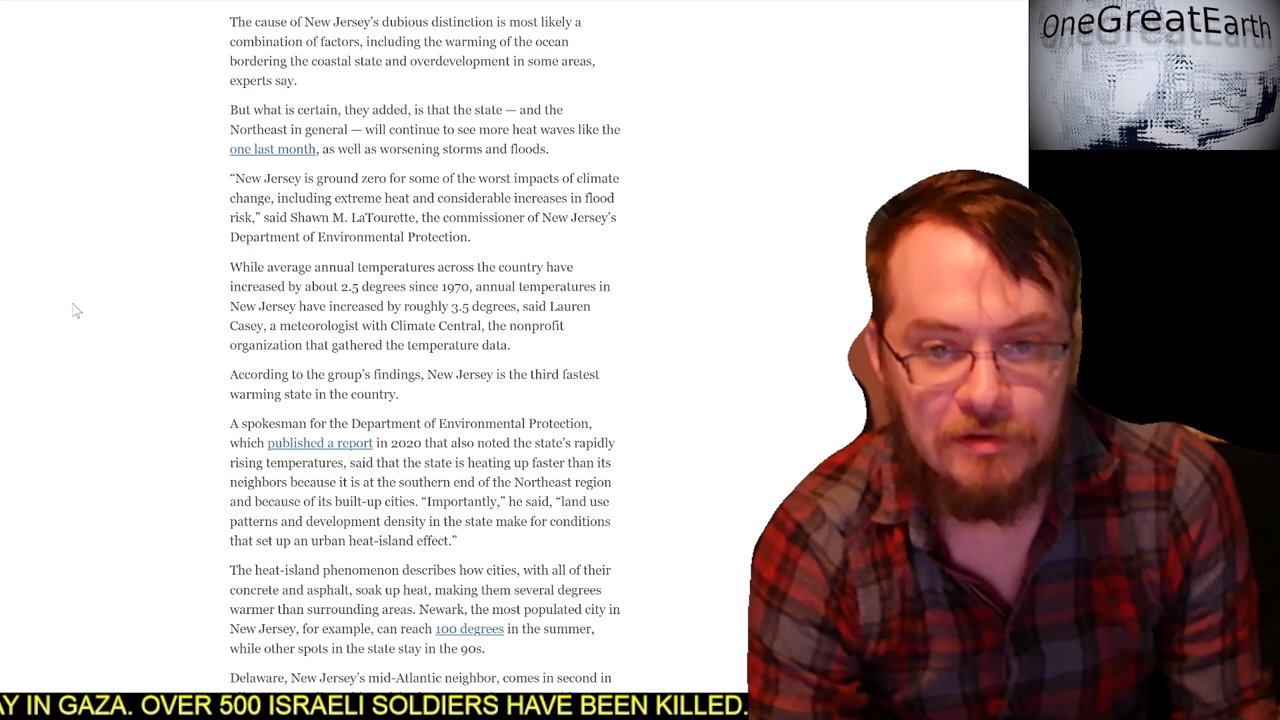 OneGreatEarth
The cause of New Jersey’s dubious distinction is most likely a
combination of factors, including the warming of the ocean
bordering the coastal state and overdevelopment in some areas,
experts say.
But what is certain, they added, is that the state — and the
Northeast in general — will continue to see more heat waves like the
one last month, as well as worsening storms and floods.
“New Jersey is ground zero for some of the worst impacts of climate
change, including extreme heat and considerable increases in flood
risk,” said Shawn M. LaTourette, the commissioner of New Jersey’s
Department of Environmental Protection.
While average annual temperatures across the country have
increased by about 2.5 degrees since 1970, annual temperatures in
New Jersey have increased by roughly 3.5 degrees, said Lauren
Casey, a meteorologist with Climate Central, the nonprofit
organization that gathered the temperature data.
According to the group’s findings, New Jersey is the third fastest
warming state in the country.
A spokesman for the Department of Environmental Protection,
which published a report in 2020 that also noted the state’s rapidly
rising temperatures, said that the state is heating up faster than its
neighbors because it is at the southern end of the Northeast region
and because of its built-up cities. “Importantly,” he said, “land use
patterns and development density in the state make for conditions
that set up an urban heat-island effect.”
The heat-island phenomenon describes how cities, with all of their
concrete and asphalt, soak up heat, making them several degrees
warmer than surrounding areas. Newark, the most populated city in
New Jersey, for example, can reach 100 degrees in the summer,
while other spots in the state stay in the 90s.
Delaware, New Jersey’s mid-Atlantic neighbor, comes in second in
AY IN GAZA. OVER 500 ISRAELI SOLDIERS HAVE BEEN KILLED.